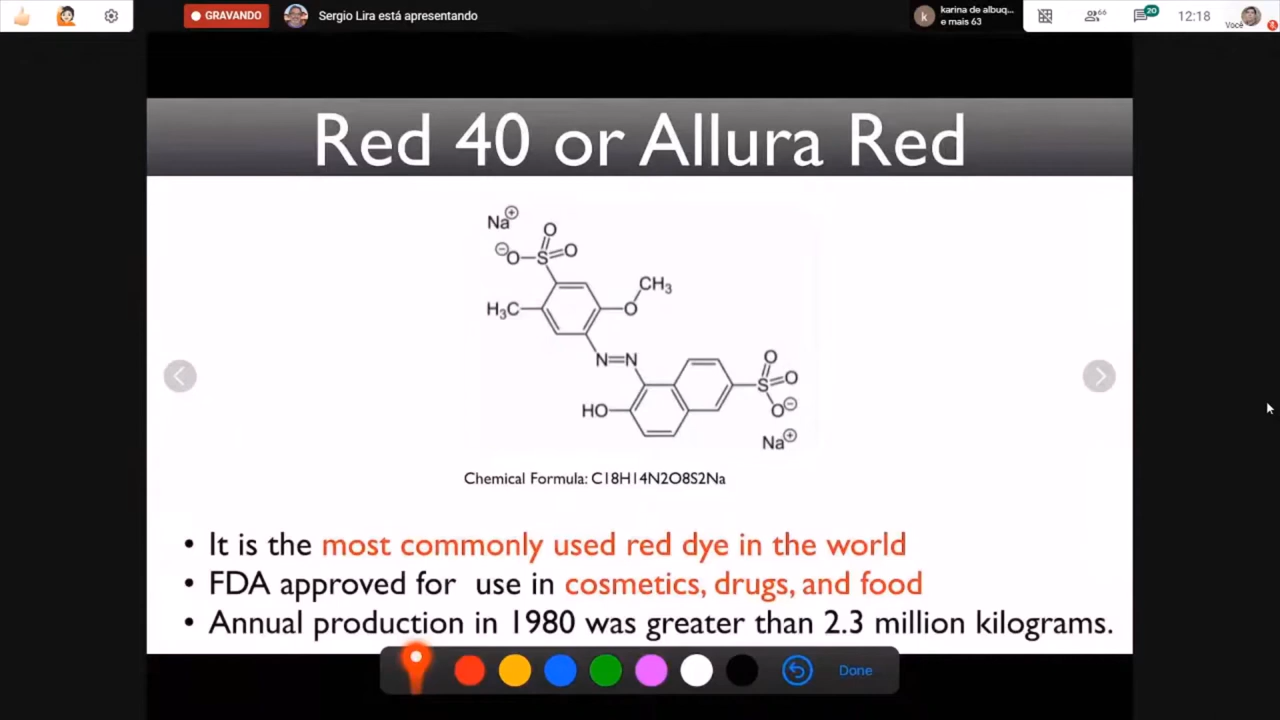 GRAVANDO
Sergio Lira está apresentando
k
karina de albuq...
e mais 63
66
20
12:18
Você
Red 40 or Allura Red
Na⊕
O
⊖O–S=O
CH₃
H₃C
O
N=N
O
HO
S=O
O⊖
Na⊕
Chemical Formula: C18H14N2O8S2Na
• It is the most commonly used red dye in the world
• FDA approved for use in cosmetics, drugs, and food
• Annual production in 1980 was greater than 2.3 million kilograms.
Done